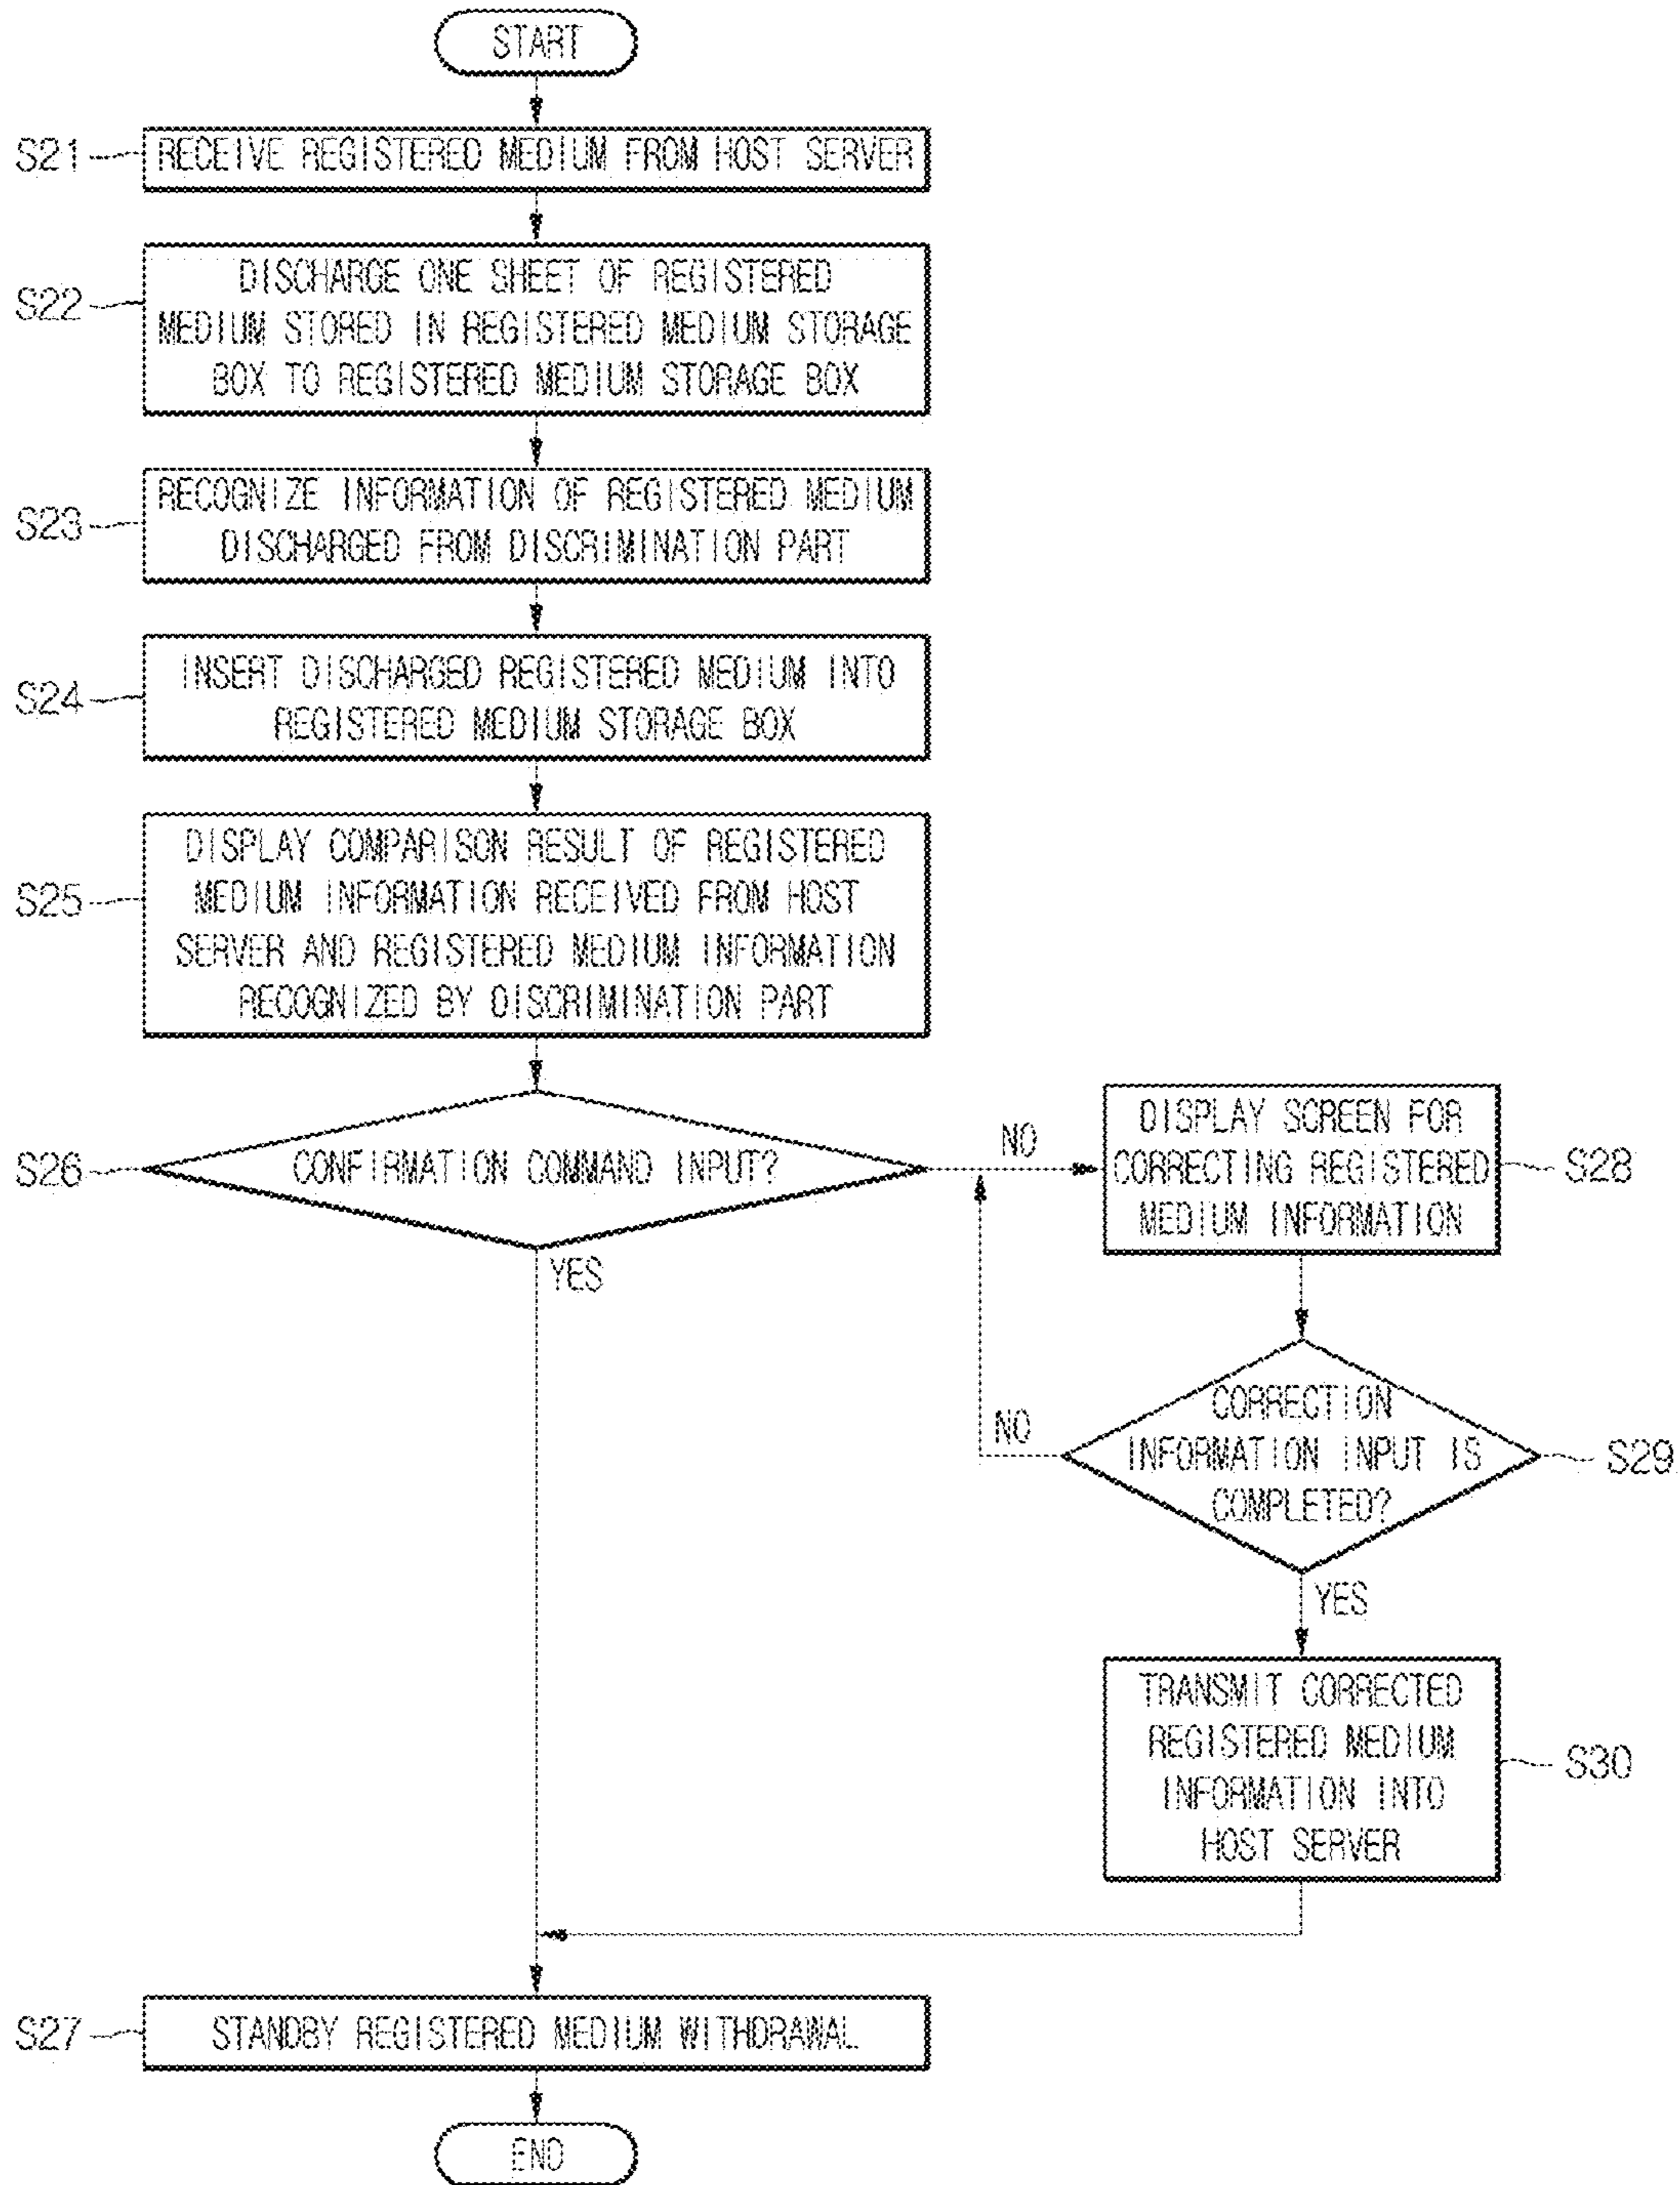 START
S21
RECEIVE REGISTERED MEDIUM FROM HOST SERVER
S22
DISCHARGE ONE SHEET OF REGISTERED
MEDIUM STORED IN REGISTERED MEDIUM STORAGE
BOX TO REGISTERED MEDIUM STORAGE BOX
S23
RECOGNIZE INFORMATION OF REGISTERED MEDIUM
DISCHARGED FROM DISCRIMINATION PART
S24
INSERT DISCHARGED REGISTERED MEDIUM INTO
REGISTERED MEDIUM STORAGE BOX
S25
DISPLAY COMPARISON RESULT OF REGISTERED
MEDIUM INFORMATION RECEIVED FROM HOST
SERVER AND REGISTERED MEDIUM INFORMATION
RECOGNIZED BY DISCRIMINATION PART
S26
CONFIRMATION COMMAND INPUT?
NO
YES
DISPLAY SCREEN FOR
CORRECTING REGISTERED
MEDIUM INFORMATION
S28
CORRECTION
INFORMATION INPUT IS
COMPLETED?
S29
NO
YES
TRANSMIT CORRECTED
REGISTERED MEDIUM
INFORMATION INTO
HOST SERVER
S30
S27
STANDBY REGISTERED MEDIUM WITHDRAWAL
END